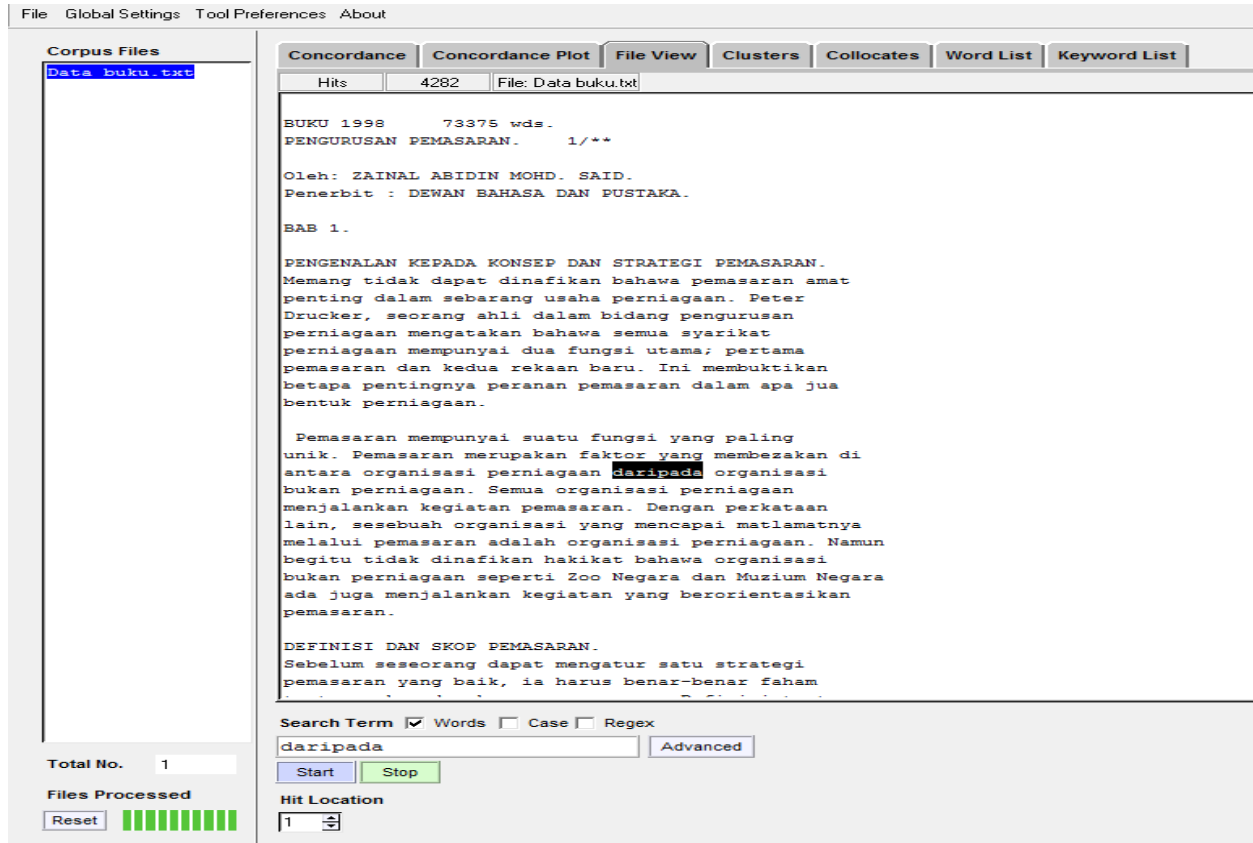 File Global Settings Tool Preferences About
Corpus Files
Data buku.txt
Concordance Concordance Plot File View Clusters Collocates Word List Keyword List
Hits 4282 File: Data buku.txt
BUKU 1998 73375 wds.
PENGURUSAN PEMASARAN. 1/**
Oleh: ZAINAL ABIDIN MOHD. SAID.
Penerbit : DEWAN BAHASA DAN PUSTAKA.
BAB 1.
PENGENALAN KEPADA KONSEP DAN STRATEGI PEMASARAN.
Memang tidak dapat dinafikan bahawa pemasaran amat
penting dalam sebarang usaha perniagaan. Peter
Drucker, seorang ahli dalam bidang pengurusan
perniagaan mengatakan bahawa semua syarikat
perniagaan mempunyai dua fungsi utama; pertama
pemasaran dan kedua rekaan baru. Ini membuktikan
betapa pentingnya peranan pemasaran dalam apa jua
bentuk perniagaan.
Pemasaran mempunyai suatu fungsi yang paling
unik. Pemasaran merupakan faktor yang membezakan di
antara organisasi perniagaan daripada organisasi
bukan perniagaan. Semua organisasi perniagaan
menjalankan kegiatan pemasaran. Dengan perkataan
lain, sesebuah organisasi yang mencapai matlamatnya
melalui pemasaran adalah organisasi perniagaan. Namun
begitu tidak dinafikan hakikat bahawa organisasi
bukan perniagaan seperti Zoo Negara dan Muzium Negara
ada juga menjalankan kegiatan yang berorientasikan
pemasaran.
DEFINISI DAN SKOP PEMASARAN.
Sebelum seseorang dapat mengatur satu strategi
pemasaran yang baik, ia harus benar-benar faham
Search Term Words Case Regex
daripada Advanced
Start Stop
Total No. 1
Files Processed
Reset
Hit Location
1